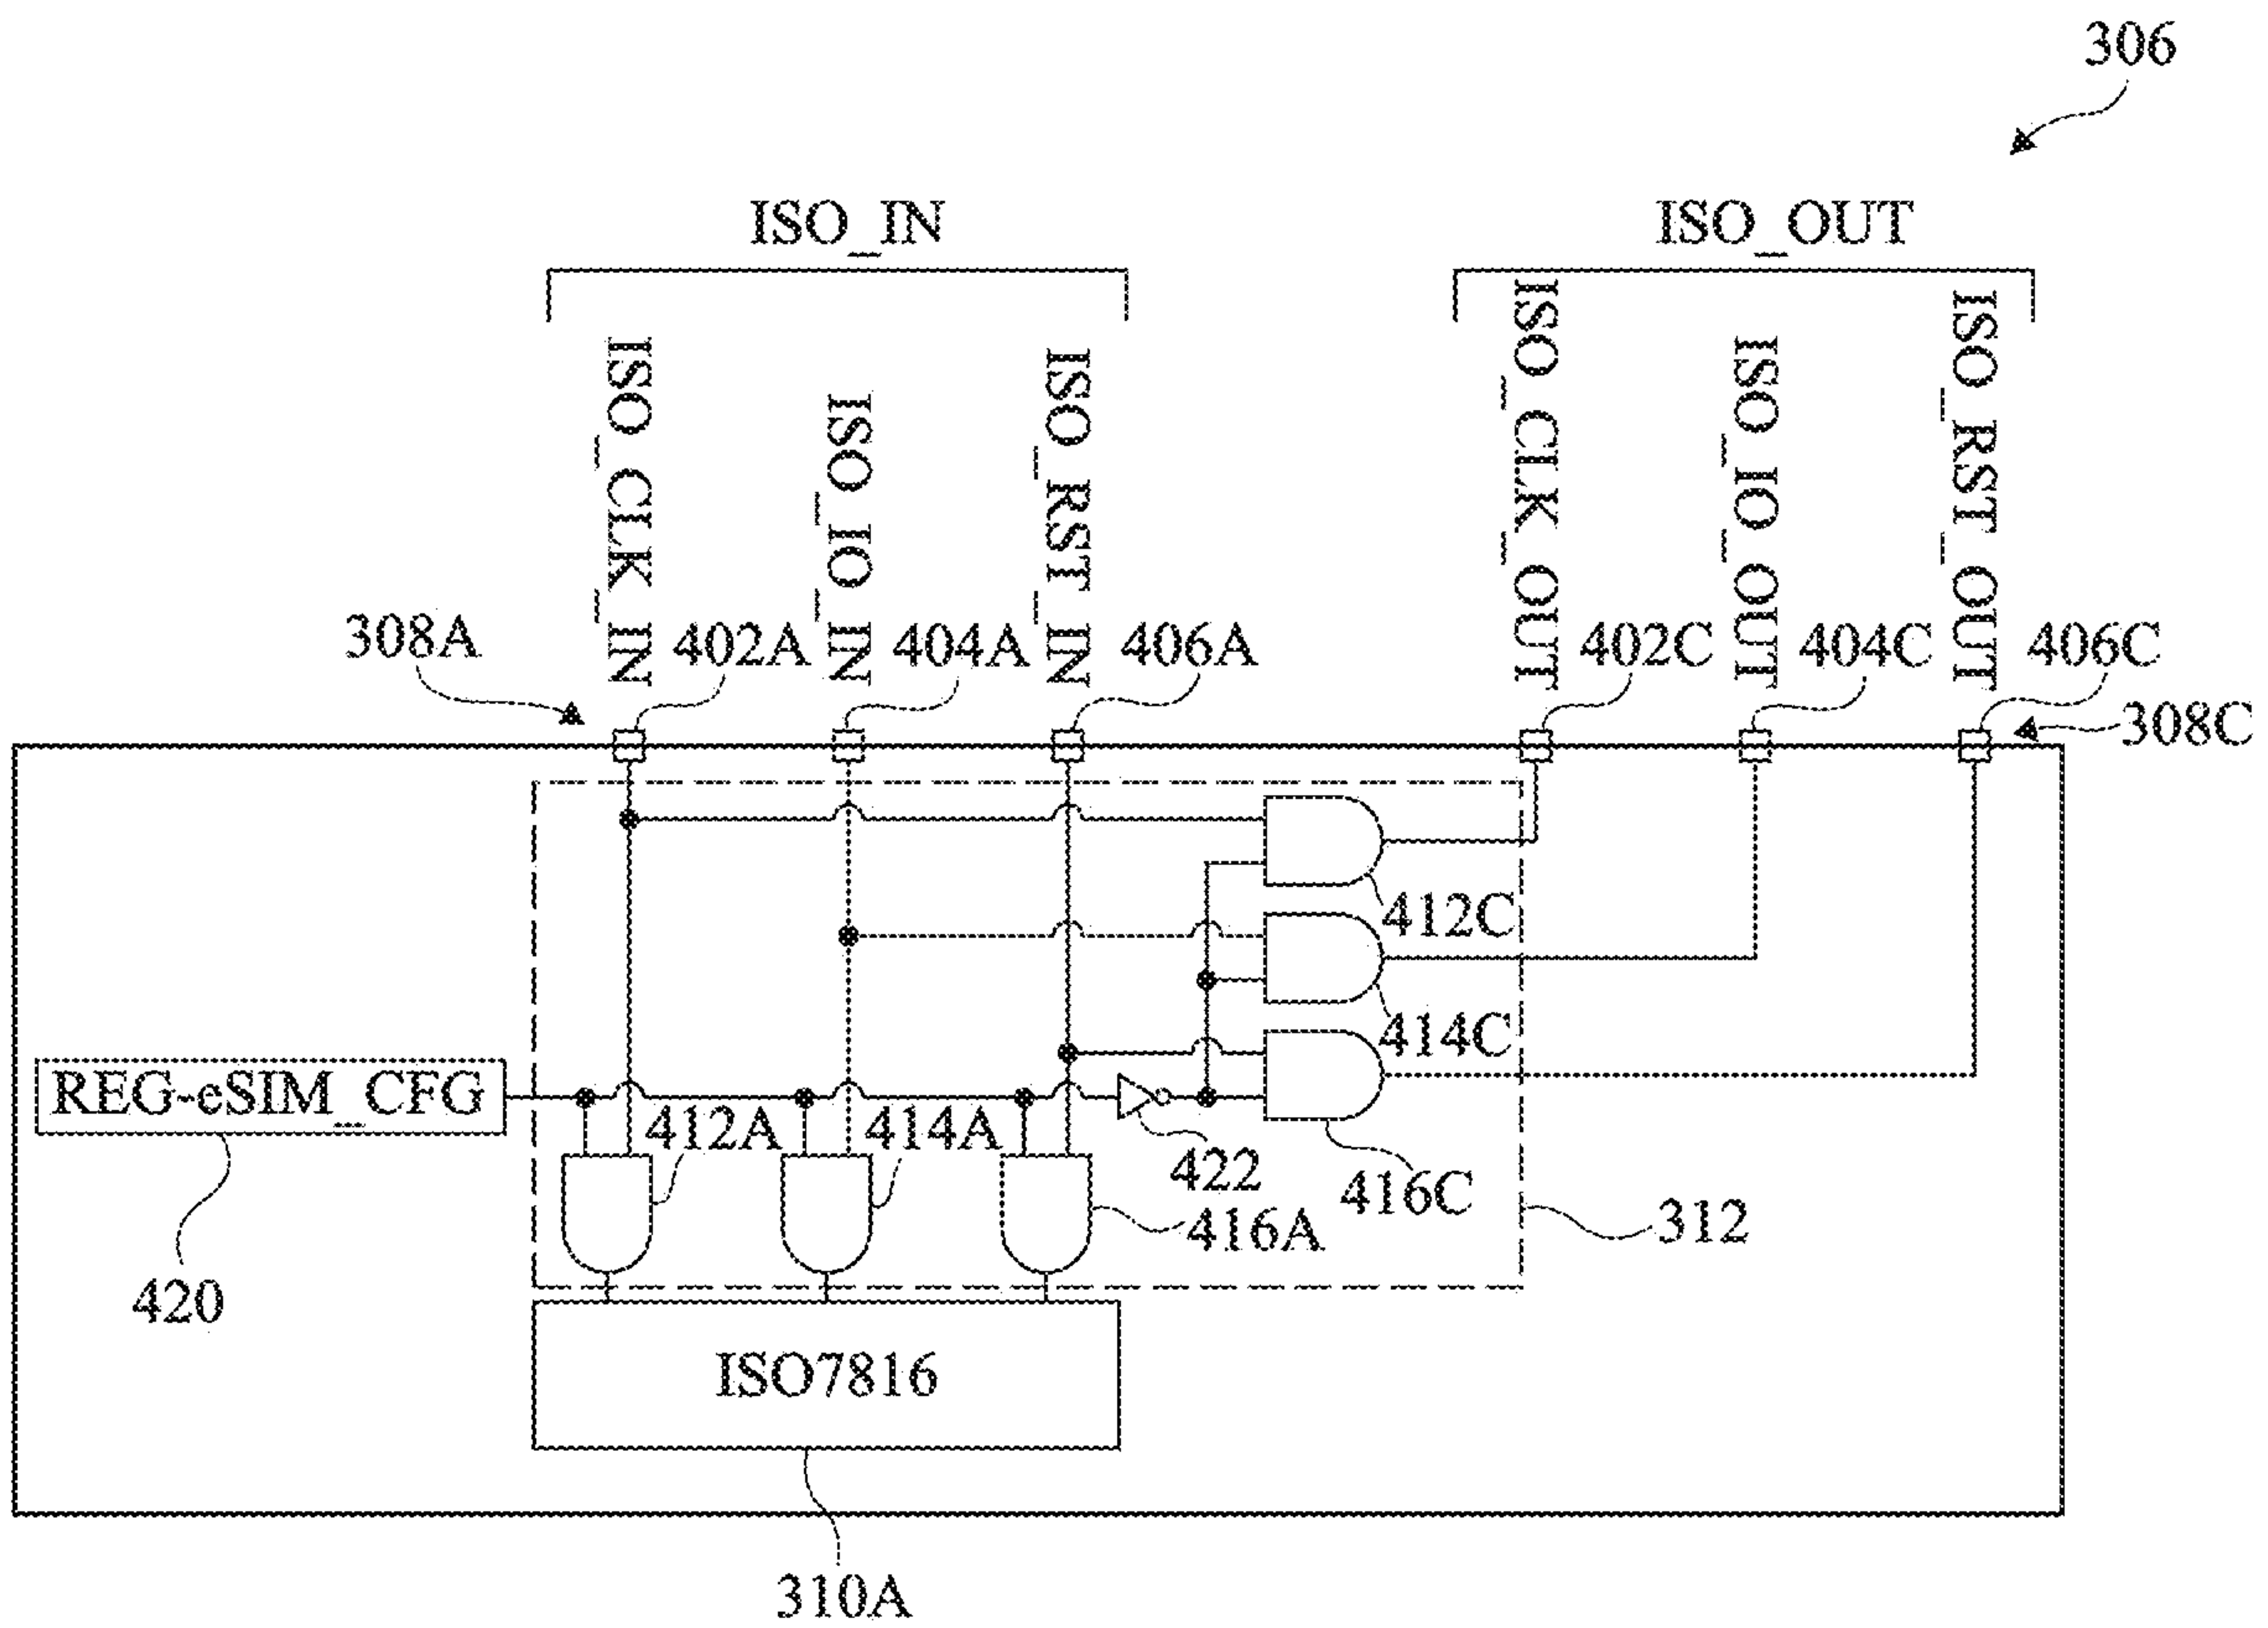 306
ISO_IN
ISO_OUT
ISO_CLK_IN
ISO_IO_IN
ISO_RST_IN
ISO_CLK_OUT
ISO_IO_OUT
ISO_RST_OUT
308A
402A
404A
406A
402C
404C
406C
308C
412C
414C
REG-eSIM_CFG
412A
414A
422
416C
416A
312
420
ISO7816
310A